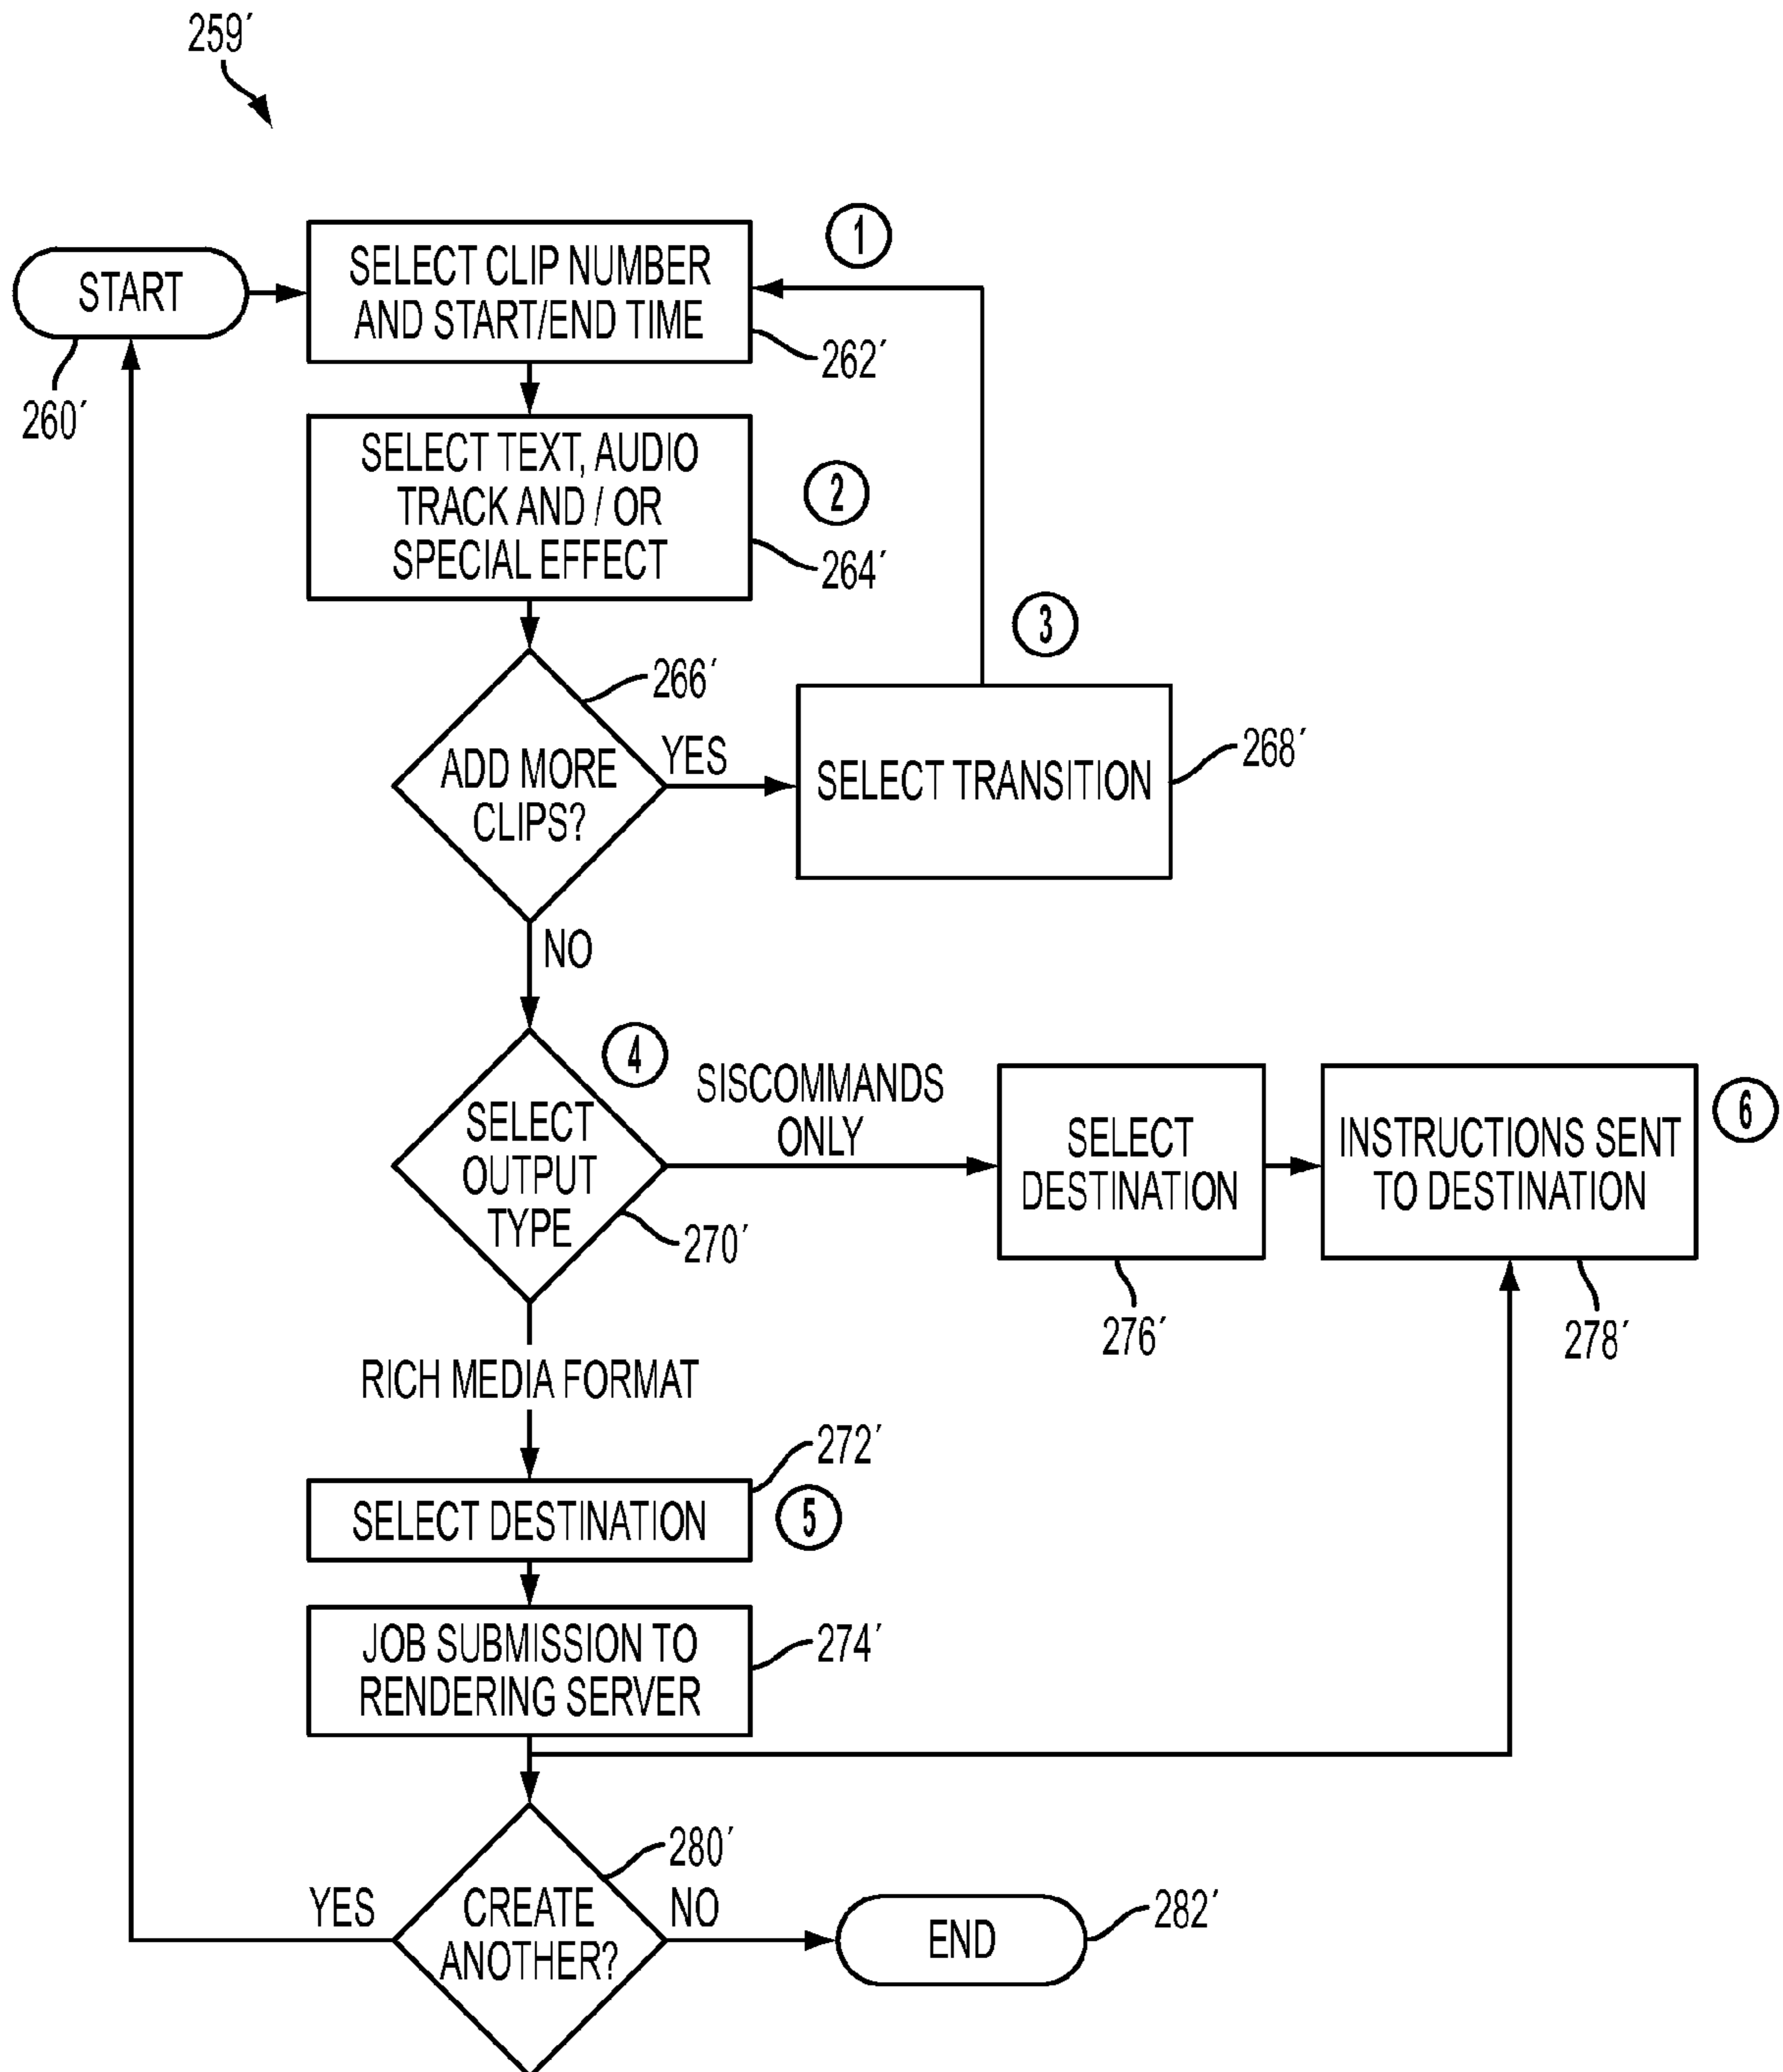 259′
START
260′
SELECT CLIP NUMBER
AND START/END TIME
1
262′
SELECT TEXT, AUDIO
TRACK AND / OR
SPECIAL EFFECT
2
264′
3
266′
ADD MORE
CLIPS?
YES
SELECT TRANSITION
268′
NO
4
SELECT
OUTPUT
TYPE
270′
SISCOMMANDS
ONLY
SELECT
DESTINATION
276′
INSTRUCTIONS SENT
TO DESTINATION
6
278′
RICH MEDIA FORMAT
272′
SELECT DESTINATION
5
JOB SUBMISSION TO
RENDERING SERVER
274′
280′
YES
CREATE
ANOTHER?
NO
END
282′